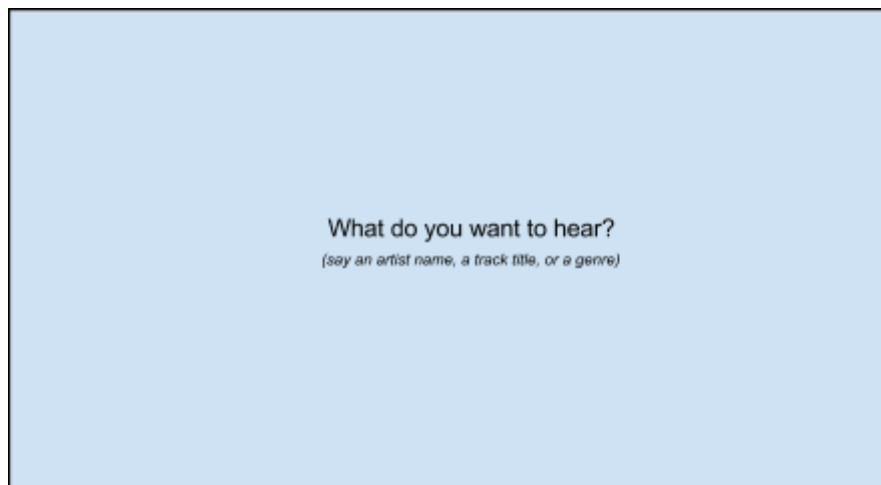 What do you want to hear?
(say an artist name, a track title, or a genre)